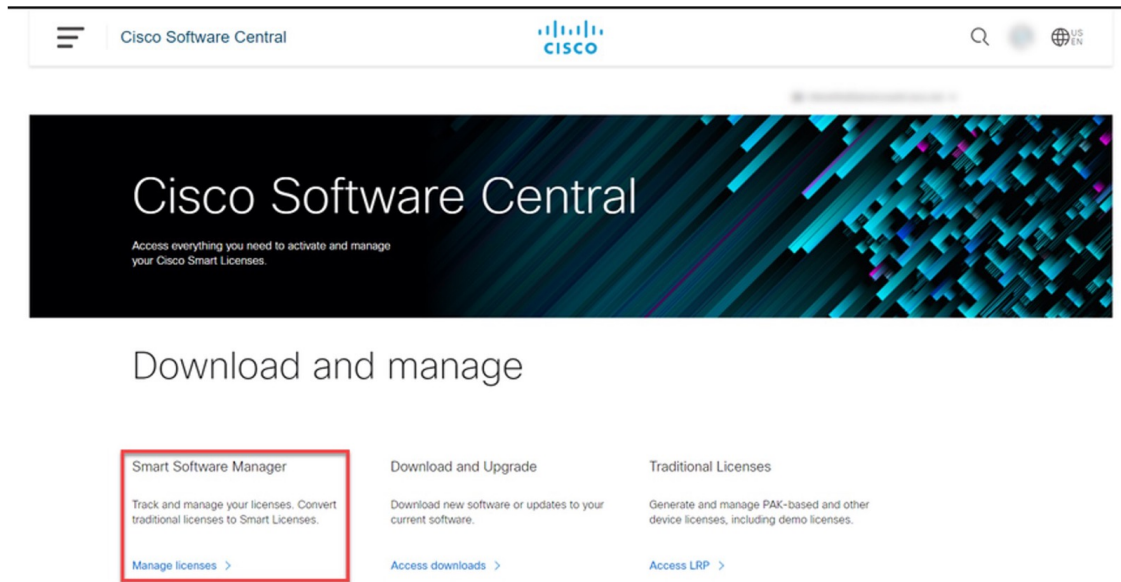 Cisco Software Central
CISCO
US
EN
Cisco Software Central
Access everything you need to activate and manage
your Cisco Smart Licenses.
Download and manage
Smart Software Manager
Track and manage your licenses. Convert
traditional licenses to Smart Licenses.
Manage licenses >
Download and Upgrade
Download new software or updates to your
current software.
Access downloads >
Traditional Licenses
Generate and manage PAK-based and other
device licenses, including demo licenses.
Access LRP >